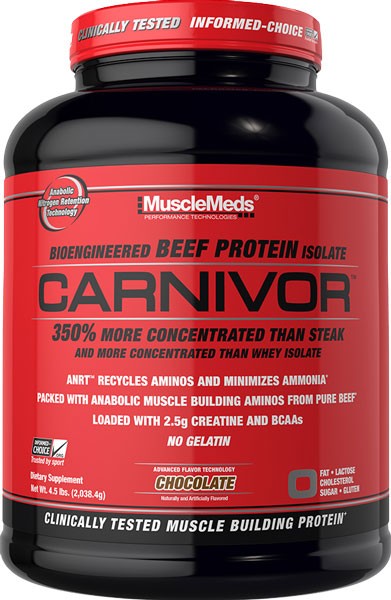 CLINICALLY TESTED INFORMED-CHOICE
Anabolic
Nitrogen Retention
Technology
MuscleMeds®
PERFORMANCE TECHNOLOGIES
BIOENGINEERED BEEF PROTEIN ISOLATE
CARNIVOR™
350% MORE CONCENTRATED THAN STEAK
AND MORE CONCENTRATED THAN WHEY ISOLATE
ANRT™ RECYCLES AMINOS AND MINIMIZES AMMONIA*
PACKED WITH ANABOLIC MUSCLE BUILDING AMINOS FROM PURE BEEF*
LOADED WITH 2.5g CREATINE AND BCAAs
NO GELATIN
INFORMED-
CHOICE
.ORG
Trusted by sport
Dietary Supplement
Net Wt. 4.5 lbs. (2,038.4g)
ADVANCED FLAVOR TECHNOLOGY
CHOCOLATE
Naturally and Artificially Flavored
0
FAT • LACTOSE
CHOLESTEROL
SUGAR • GLUTEN
CLINICALLY TESTED MUSCLE BUILDING PROTEIN*